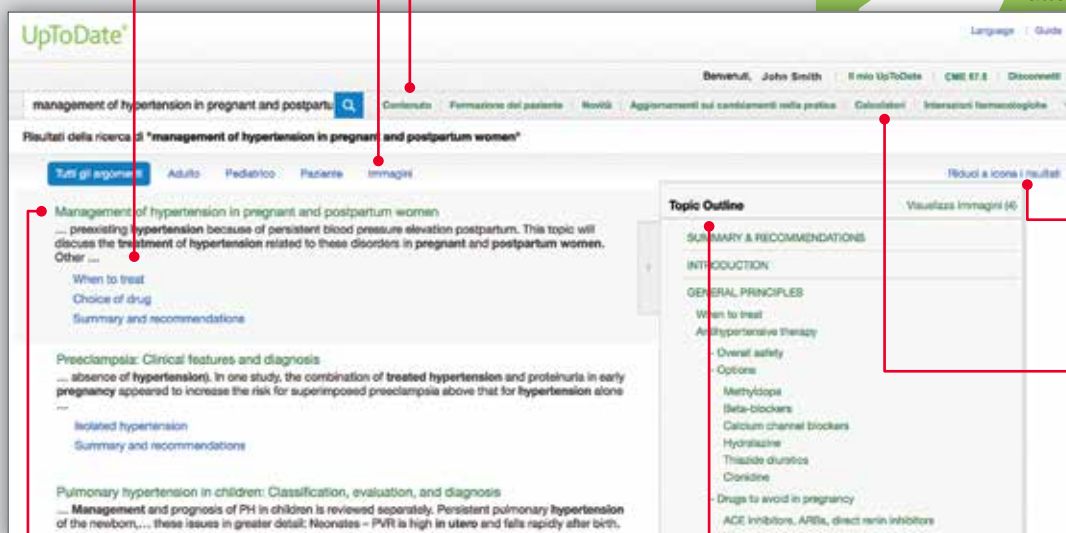 UpToDate®
Language | Guide
Benvenuti, John Smith | Il mio UpToDate | CME 67.8 | Disconnetti
management of hypertension in pregnant and postpartu
Contenuto | Formazione del paziente | Novità | Aggiornamenti sui cambiamenti nella pratica | Calcolatori | Interazioni farmacologiche
Risultati della ricerca di "management of hypertension in pregnant and postpartum women"
Tutti gli argomenti Adulto Pediatrico Paziente Immagini
Riduci a icona i risultati
Management of hypertension in pregnant and postpartum women
.... preexisting hypertension because of persistent blood pressure elevation postpartum. This topic will
discuss the treatment of hypertension related to these disorders in pregnant and postpartum women.
Other ....
When to treat
Choice of drug
Summary and recommendations
Preeclampsia: Clinical features and diagnosis
.... absence of hypertension). In one study, the combination of treated hypertension and proteinuria in early
pregnancy appeared to increase the risk for superimposed preeclampsia above that for hypertension alone
....
Isolated hypertension
Summary and recommendations
Pulmonary hypertension in children: Classification, evaluation, and diagnosis
.... Management and prognosis of PH in children is reviewed separately. Persistent pulmonary hypertension
of the newborn,... these issues in greater detail: Neonates – PVR is high in utero and falls rapidly after birth.
Topic Outline
Visualizza Immagini (4)
SUMMARY & RECOMMENDATIONS
INTRODUCTION
GENERAL PRINCIPLES
When to treat
Antihypertensive therapy
- Overall safety
- Options
Methyldopa
Beta-blockers
Calcium channel blockers
Hydralazine
Thiazide diuretics
Clonidine
- Drugs to avoid in pregnancy
ACE inhibitors, ARBs, direct renin inhibitors